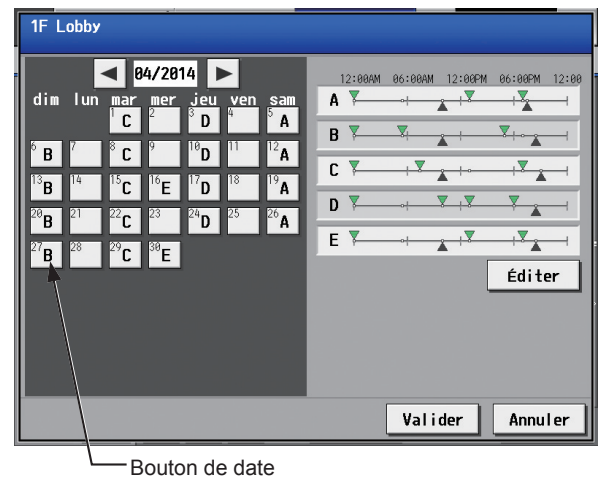 1F Lobby
04/2014
dim lun mar mer jeu ven sam
1 C 2 3 D 4 5 A
6 B 7 8 C 9 10 D 11 12 A
13 B 14 15 C 16 E 17 D 18 19 A
20 B 21 22 C 23 24 D 25 26 A
27 B 28 29 C 30 E
12:00AM 06:00AM 12:00PM 06:00PM 12:00
A
B
C
D
E
Éditer
Valider Annuler
Bouton de date